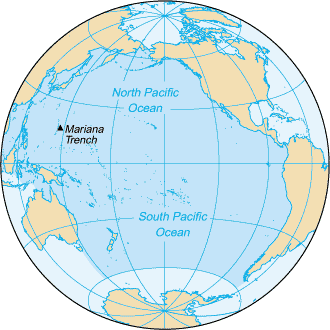 North Pacific
Ocean
Mariana
Trench
South Pacific
Ocean